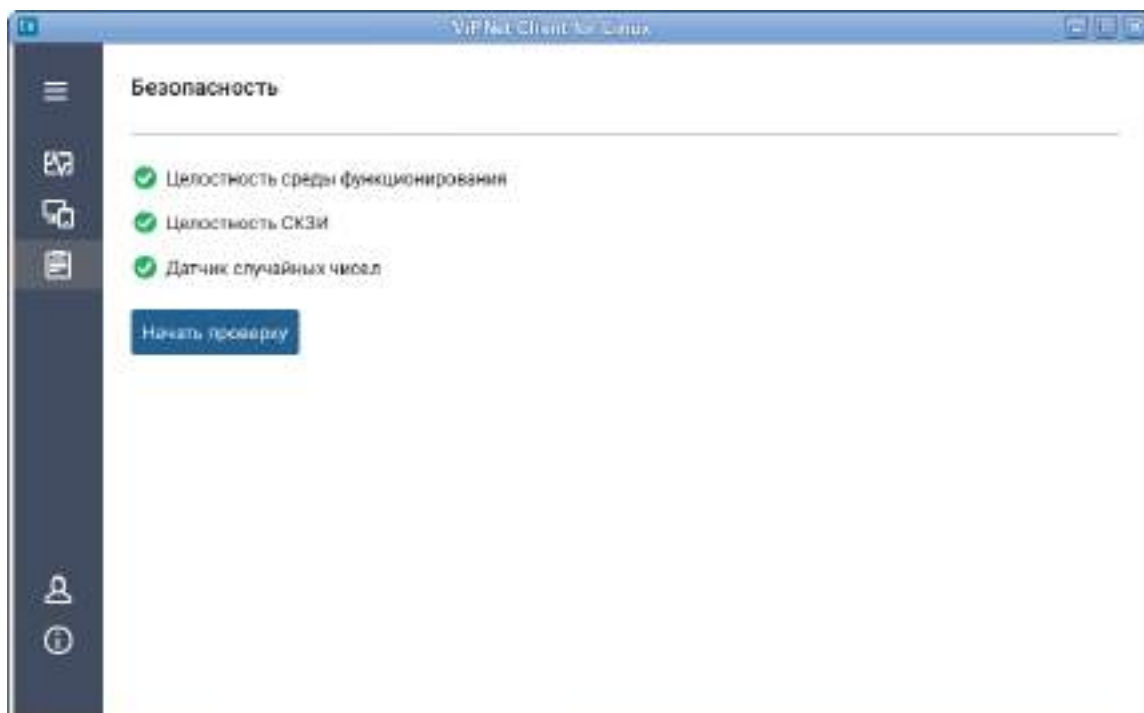 ViPNet Client for Linux
Безопасность
Целостность среды функционирования
Целостность СКЗИ
Датчик случайных чисел
Начать проверку